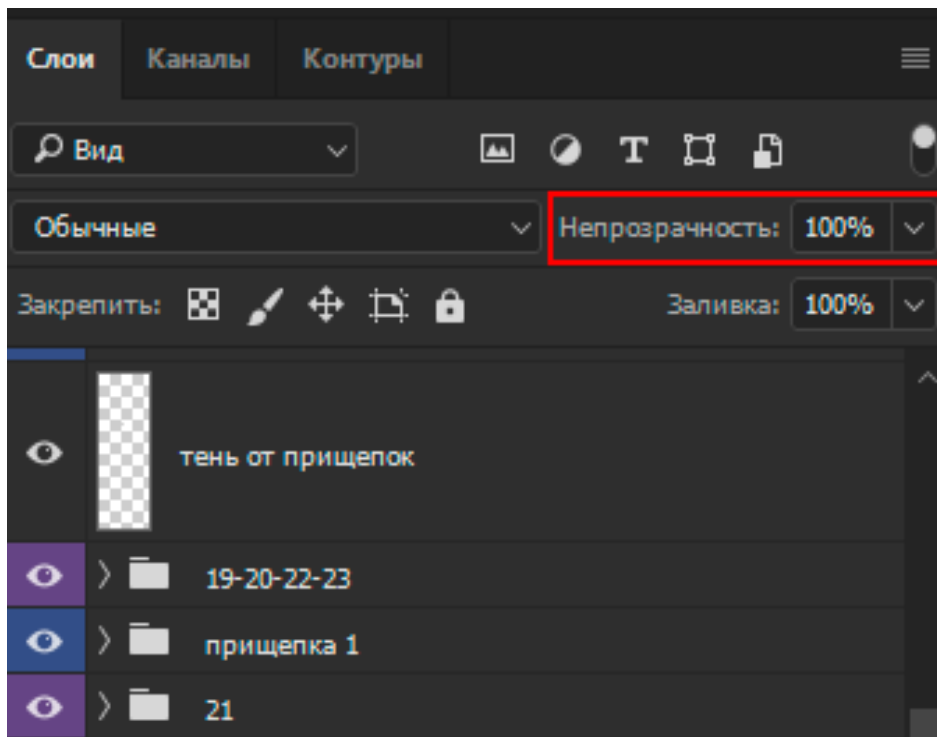 Слои Каналы Контуры
Вид
Обычные Непрозрачность: 100%
Закрепить: Заливка: 100%
тень от прищепок
19-20-22-23
прищепка 1
21